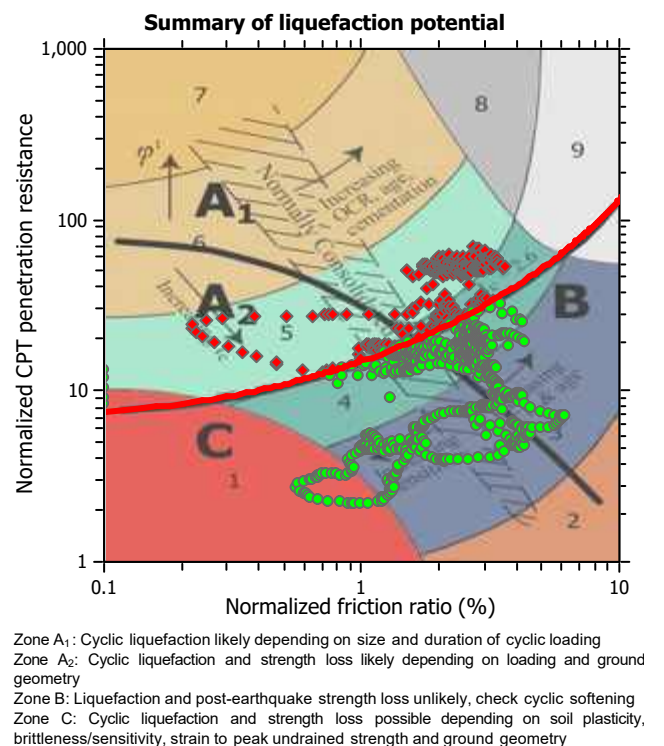 Summary of liquefaction potential
Normalized CPT penetration resistance
1,000
100
10
1
7
8
9
φ'
A1
Increasing
OCR, age,
cementation
Normally Consolidated
6
A2
5
B
4
C
1
2
0.1
1
10
Normalized friction ratio (%)
Zone A1: Cyclic liquefaction likely depending on size and duration of cyclic loading
Zone A2: Cyclic liquefaction and strength loss likely depending on loading and ground
geometry
Zone B: Liquefaction and post-earthquake strength loss unlikely, check cyclic softening
Zone C: Cyclic liquefaction and strength loss possible depending on soil plasticity,
brittleness/sensitivity, strain to peak undrained strength and ground geometry